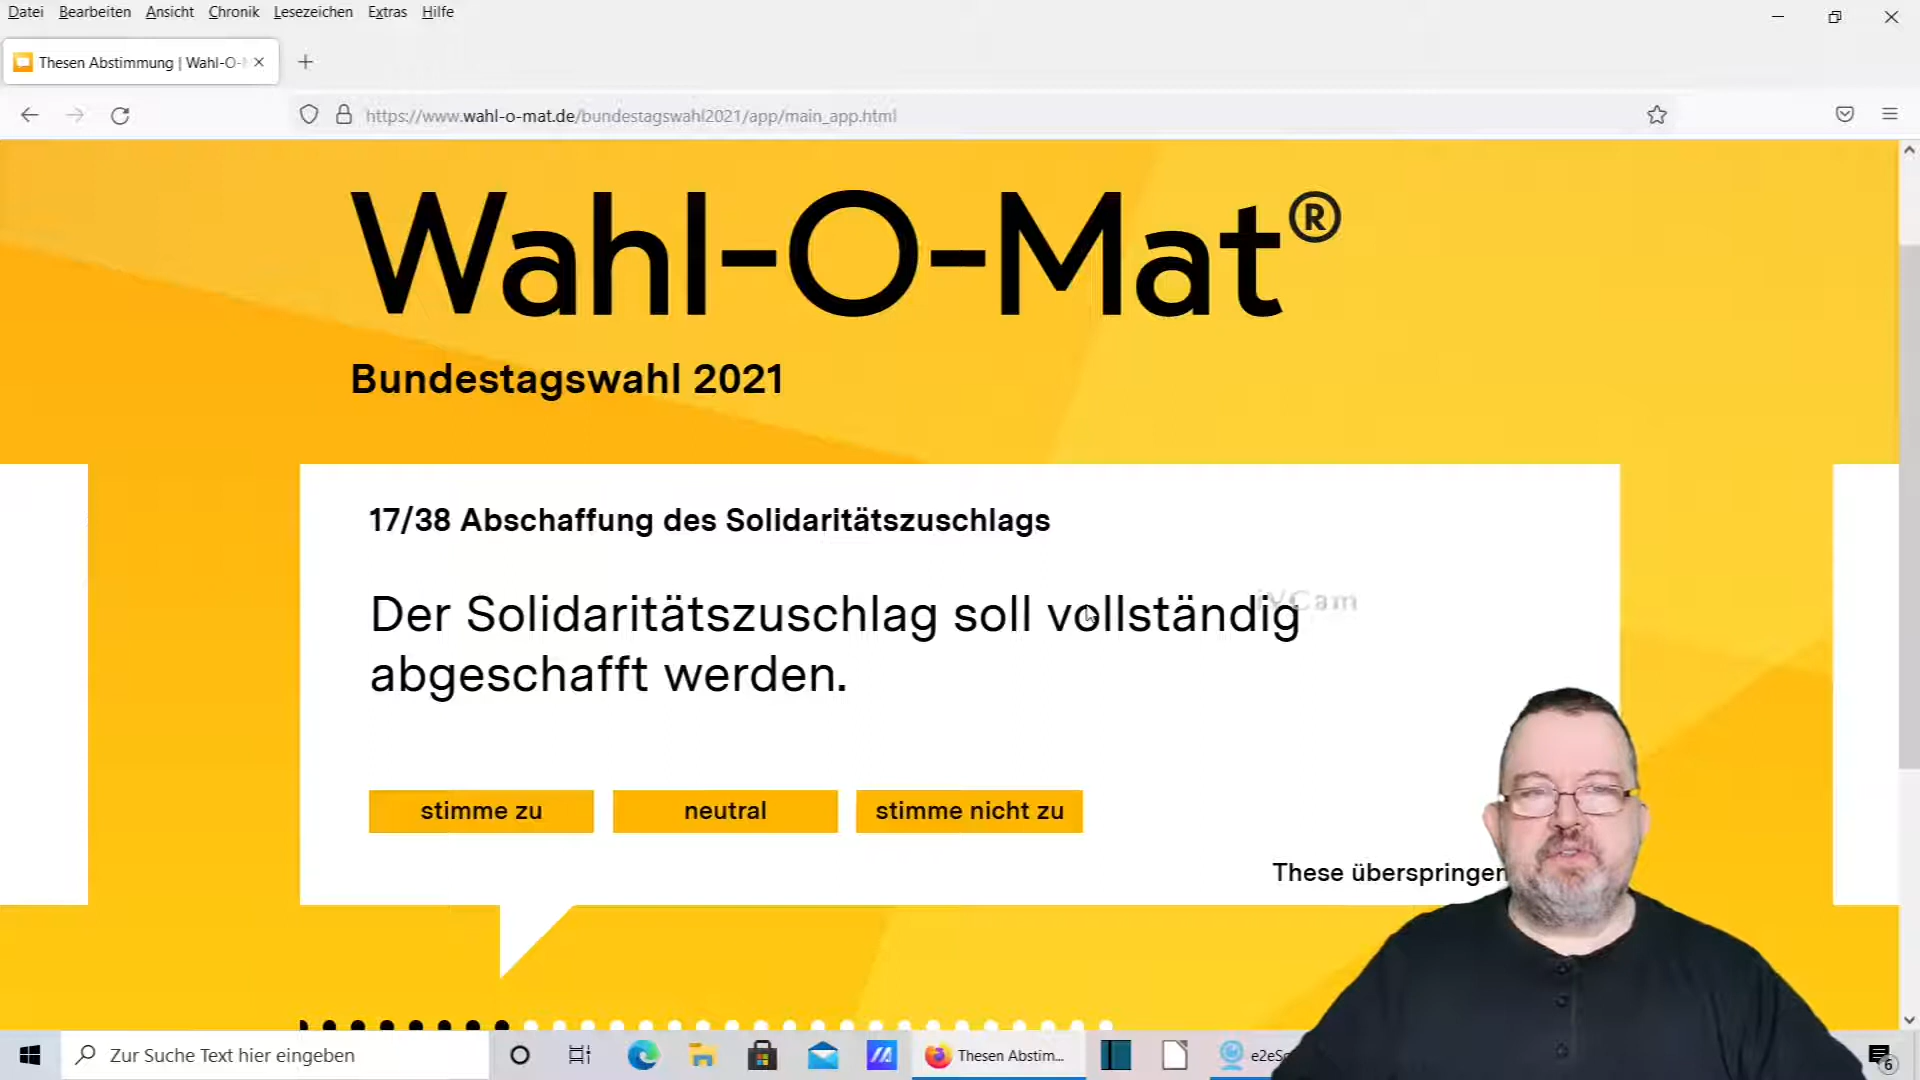 Datei Bearbeiten Ansicht Chronik Lesezeichen Extras Hilfe
Thesen Abstimmung | Wahl-O-
https://www.wahl-o-mat.de/bundestagswahl2021/app/main_app.html
Wahl-O-Mat®
Bundestagswahl 2021
17/38 Abschaffung des Solidaritätszuschlags
Der Solidaritätszuschlag soll vollständig
iVCam
abgeschafft werden.
stimme zu neutral stimme nicht zu
These überspringen
Zur Suche Text hier eingeben
Thesen Abstim...
6